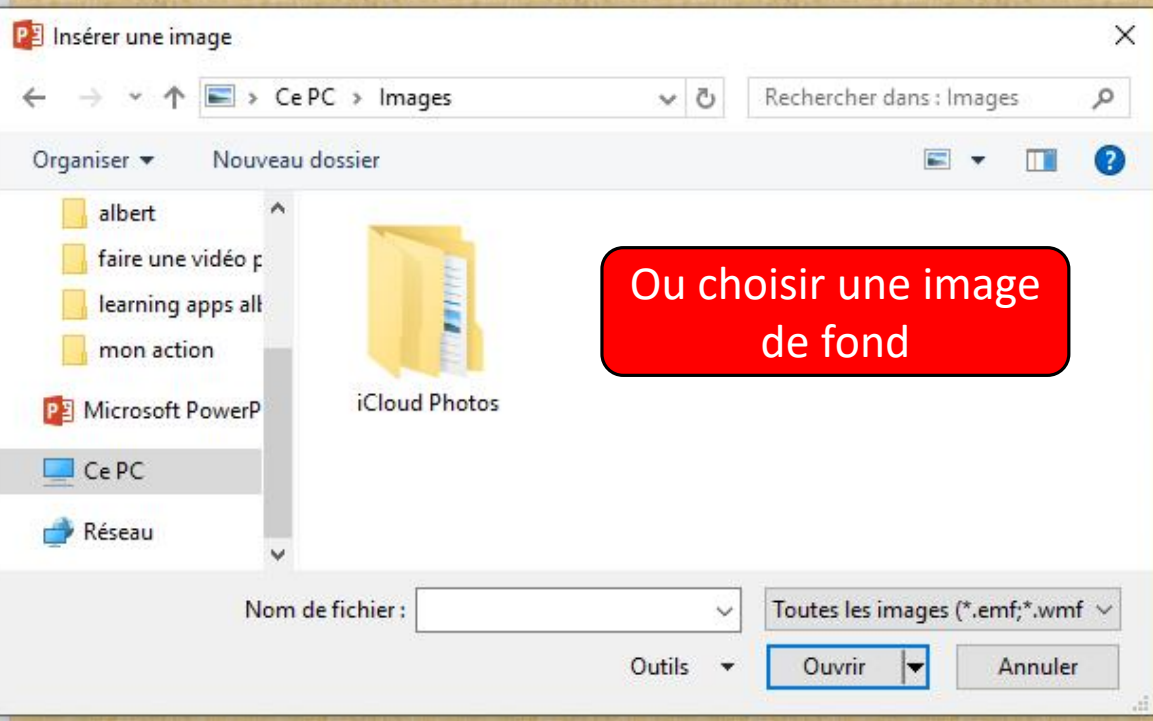 Insérer une image
Ce PC > Images
Rechercher dans : Images
Organiser
Nouveau dossier
albert
faire une vidéo p
learning apps alb
mon action
Microsoft PowerP
Ce PC
Réseau
iCloud Photos
Ou choisir une image
de fond
Nom de fichier :
Toutes les images (*.emf;*.wmf
Outils
Ouvrir
Annuler